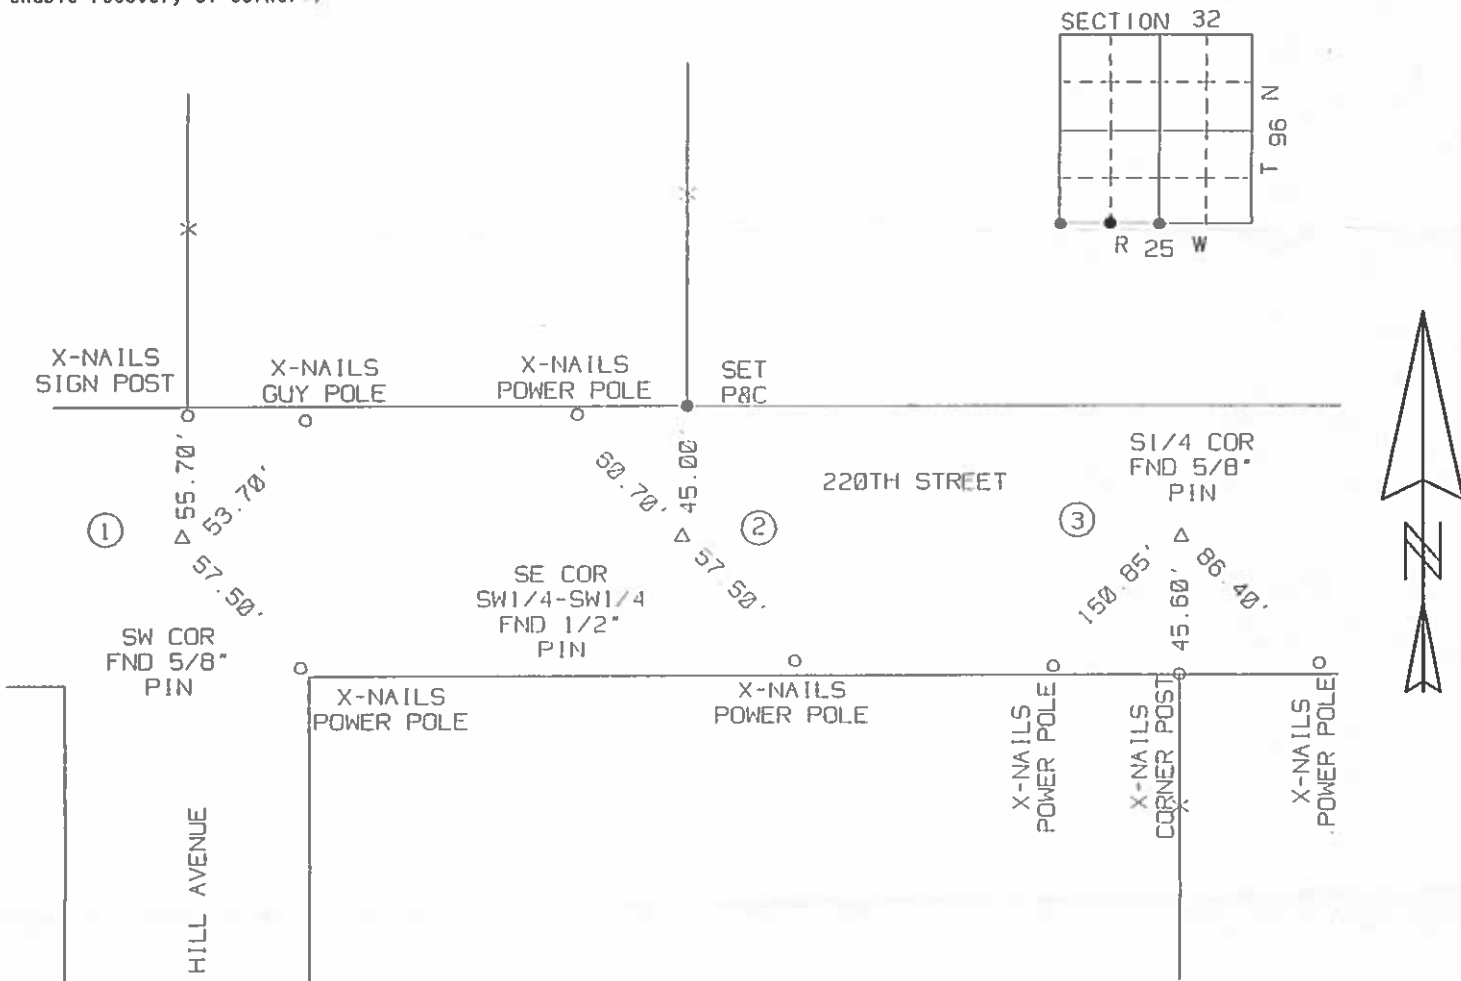 SECTION 32
T 96 N
R 25 W
X-NAILS
SIGN POST
X-NAILS
GUY POLE
X-NAILS
POWER POLE
SET
P&C
55.70'
53.70'
57.50'
60.70'
45.00'
57.50'
220TH STREET
S1/4 COR
FND 5/8"
PIN
1
2
3
150.85'
45.60'
86.40'
SE COR
SW1/4-SW1/4
FND 1/2"
PIN
SW COR
FND 5/8"
PIN
N
X-NAILS
POWER POLE
X-NAILS
POWER POLE
X-NAILS
POWER POLE
X-NAILS
CORNER POST
X-NAILS
POWER POLE
HILL AVENUE